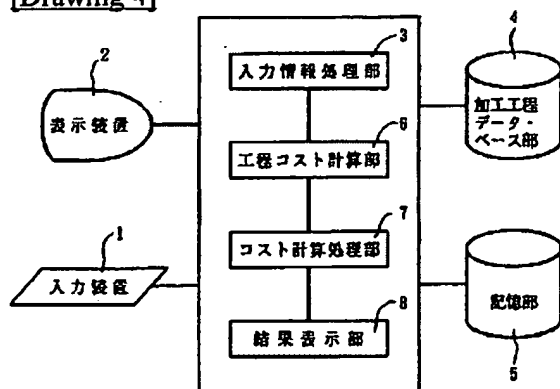 [Drawing 4]
2
表示装置
1
入力装置
3
入力情報処理部
6
工程コスト計算部
7
コスト計算処理部
8
結果表示部
4
加工工程
データ・
ベース部
記憶部
5